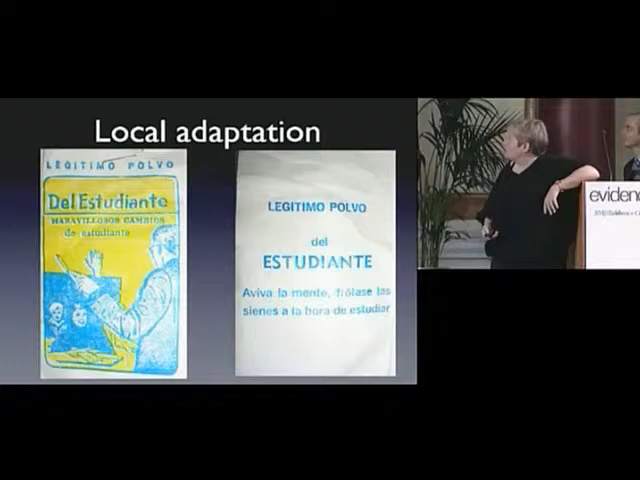 Local adaptation
LEGITIMO POLVO
Del Estudiante
MARAVILLOSOS CAMBIOS
de estudiante
LEGITIMO POLVO
del
ESTUDIANTE
Aviva la mente, frótase las
sienes a la hora de estudiar
evidenc